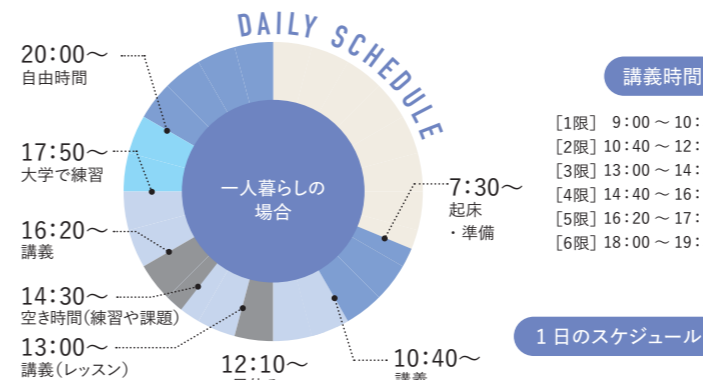 DAILY SCHEDULE
20:00～
自由時間
17:50～
大学で練習
16:20～
講義
14:30～
空き時間(練習や課題)
13:00～
講義(レッスン)
12:10～
10:40～
講義
7:30～
起床
・準備
一人暮らしの
場合
講義時間
[1限] 9:00～10:
[2限] 10:40～12:
[3限] 13:00～14:
[4限] 14:40～16:
[5限] 16:20～17:
[6限] 18:00～19:
1日のスケジュール